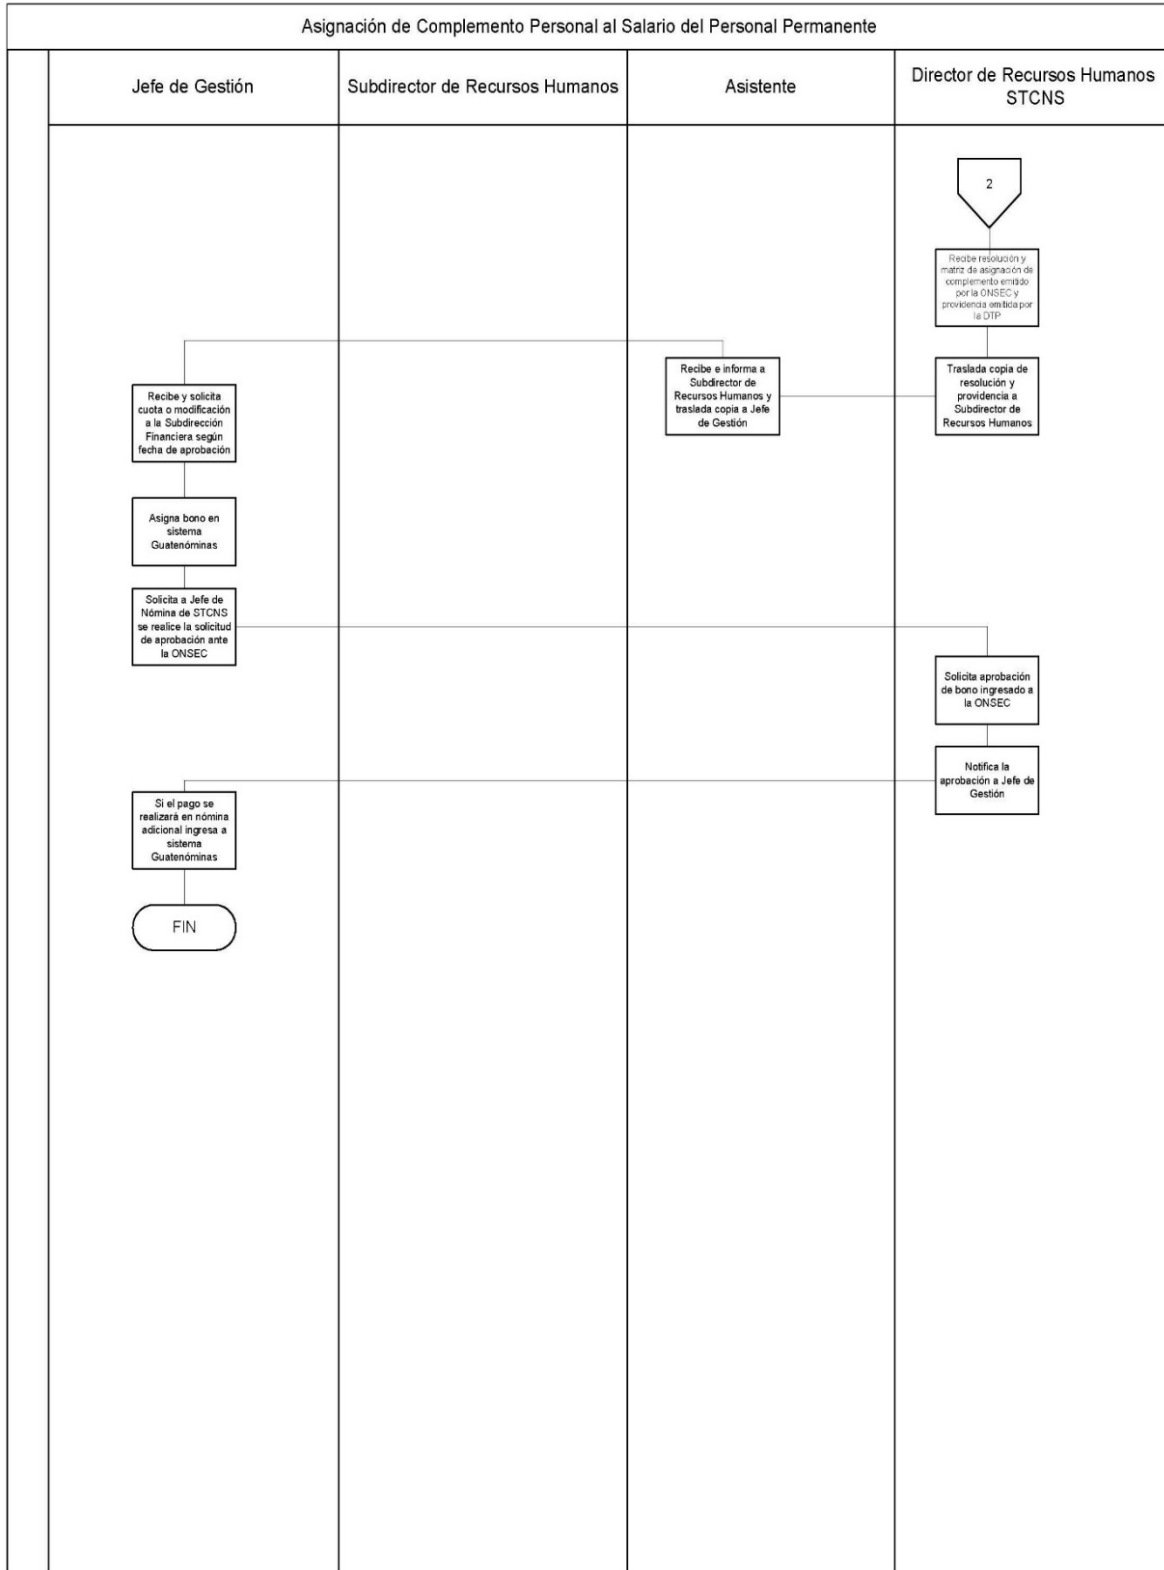 Asignación de Complemento Personal al Salario del Personal Permanente
Jefe de Gestión
Subdirector de Recursos Humanos
Asistente
Director de Recursos Humanos
STCNS
2
Recibe resolución y
matriz de asignación de
complemento emitido
por la ONSEC y
providencia emitida por
la DTP
Traslada copia de
resolución y
providencia a
Subdirector de
Recursos Humanos
Recibe e informa a
Subdirector de
Recursos Humanos y
traslada copia a Jefe
de Gestión
Recibe y solicita
cuota o modificación
a la Subdirección
Financiera según
fecha de aprobación
Asigna bono en
sistema
Guatenóminas
Solicita a Jefe de
Nómina de STCNS
se realice la solicitud
de aprobación ante
la ONSEC
Solicita aprobación
de bono ingresado a
la ONSEC
Notifica la
aprobación a Jefe de
Gestión
Si el pago se
realizará en nómina
adicional ingresa a
sistema
Guatenóminas
FIN